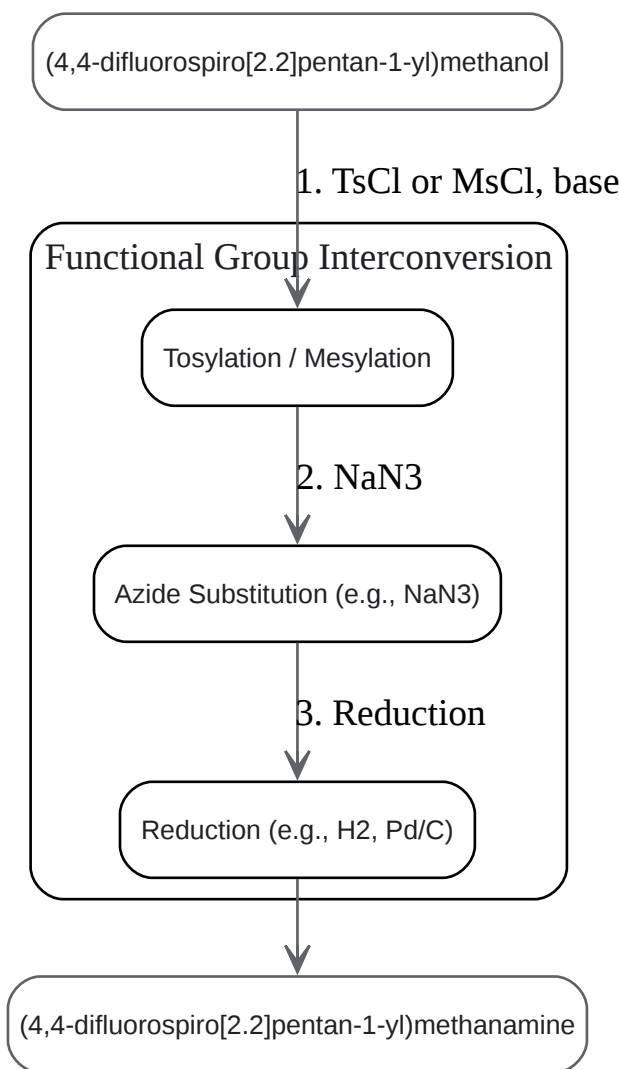 (4,4-difluorospiro[2.2]pentan-1-yl)methanol
1. TsCl or MsCl, base
Functional Group Interconversion
Tosylation / Mesylation
2. NaN3
Azide Substitution (e.g., NaN3)
3. Reduction
Reduction (e.g., H2, Pd/C)
(4,4-difluorospiro[2.2]pentan-1-yl)methanamine